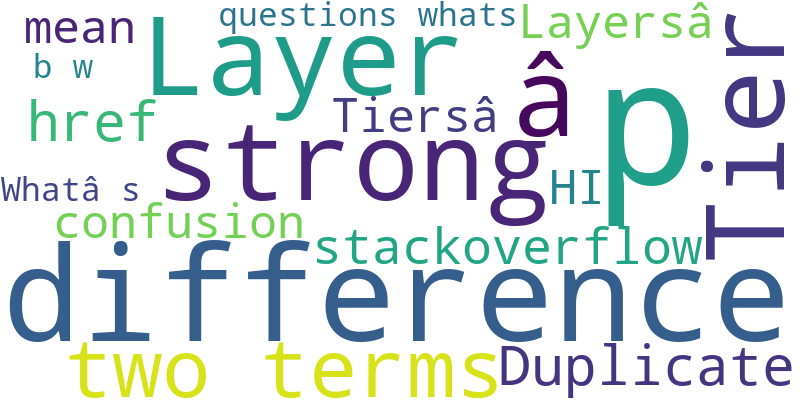 questions whats
Layersâ
mean
Layer
b w
â
Tier
p
href
Tiersâ
strong
HI
Whatâ s
confusion
stackoverflow
difference
two terms
Duplicate